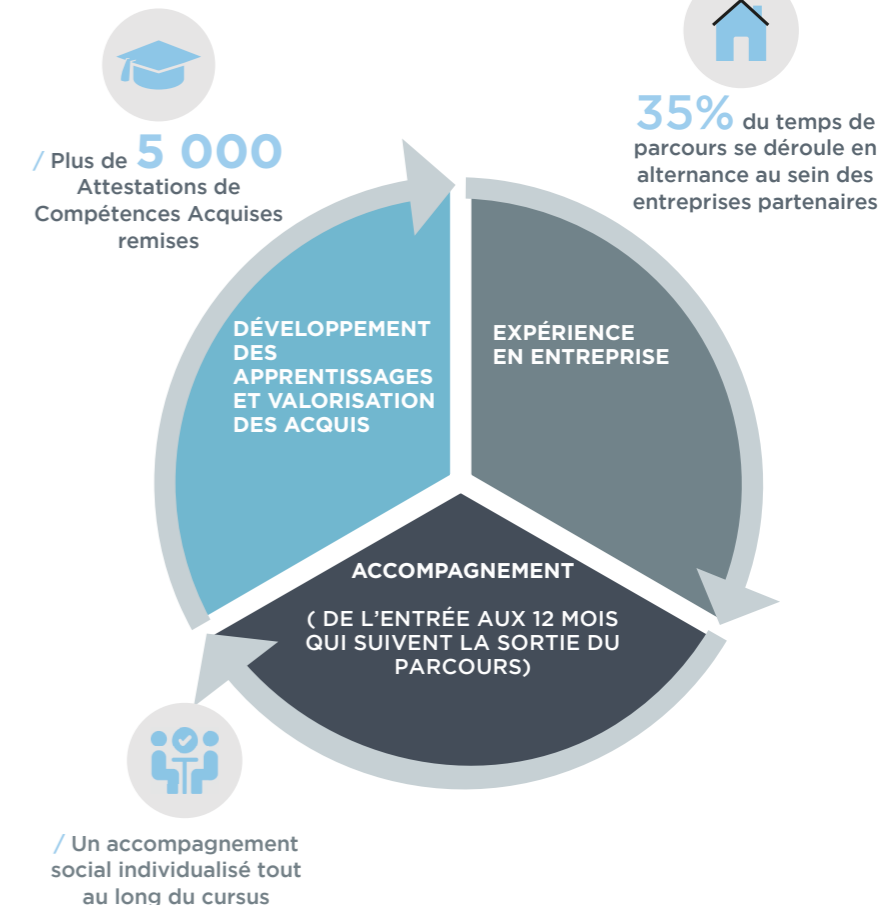 / Plus de 5 000
Attestations de
Compétences Acquises
remises
35% du temps de
parcours se déroule en
alternance au sein des
entreprises partenaires
DÉVELOPPEMENT
DES
APPRENTISSAGES
ET VALORISATION
DES ACQUIS
EXPÉRIENCE
EN ENTREPRISE
ACCOMPAGNEMENT
( DE L’ENTRÉE AUX 12 MOIS
QUI SUIVENT LA SORTIE DU
PARCOURS)
/ Un accompagnement
social individualisé tout
au long du cursus